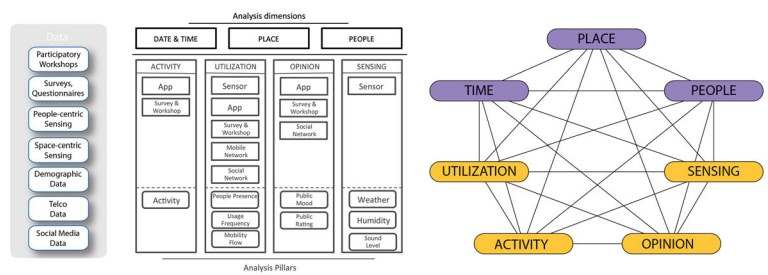 Data
Participatory
Workshops
Surveys,
Questionnaires
People-centric
Sensing
Space-centric
Sensing
Demographic
Data
Telco
Data
Social Media
Data
Analysis dimensions
DATE & TIME
PLACE
PEOPLE
ACTIVITY
App
Survey &
Workshop
Activity
UTILIZATION
Sensor
App
Survey &
Workshop
Mobile
Network
Social
Network
People Presence
Usage
Frequency
Mobility
Flow
OPINION
App
Survey &
Workshop
Social
Network
Public
Mood
Public
Rating
SENSING
Sensor
Weather
Humidity
Sound
Level
Analysis Pillars
PLACE
TIME
PEOPLE
UTILIZATION
SENSING
ACTIVITY
OPINION